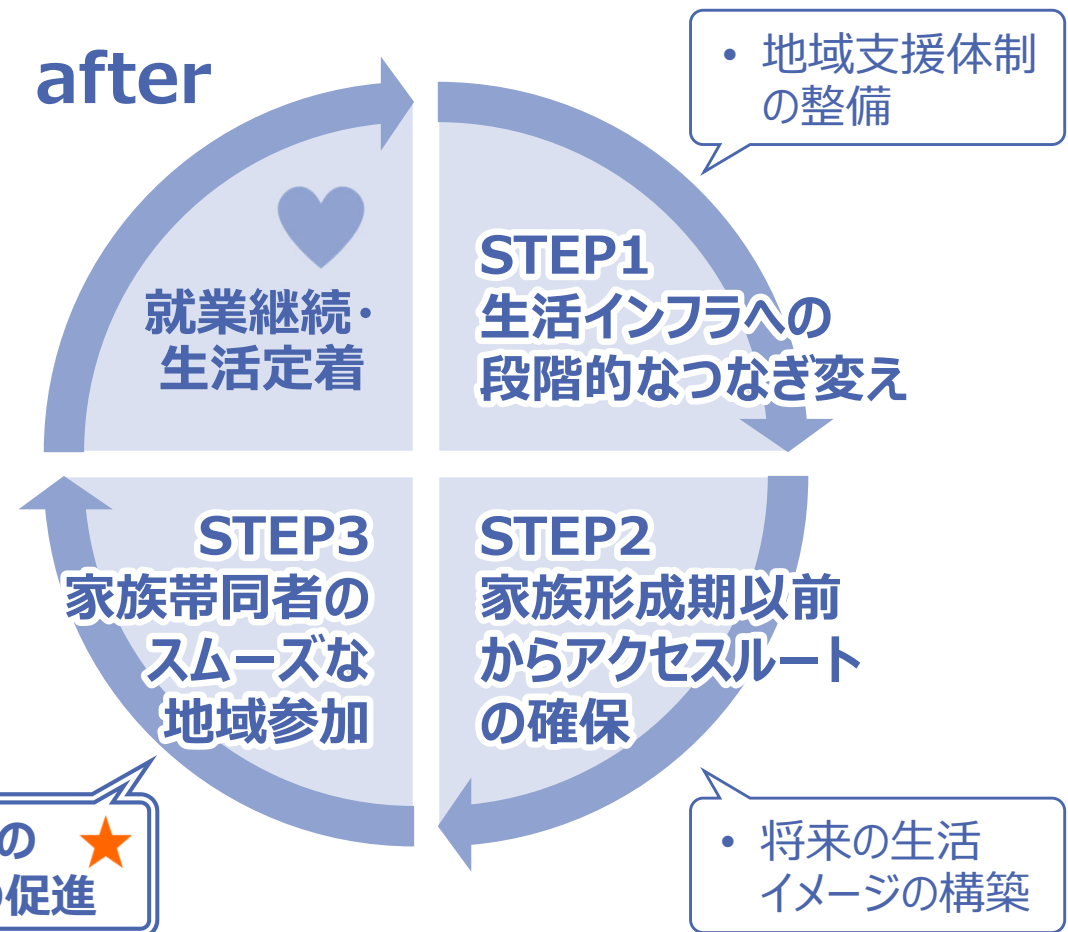 after
• 地域支援体制
の整備
就業継続・
生活定着
STEP1
生活インフラへの
段階的なつなぎ変え
STEP3
家族帯同者の
スムーズな
地域参加
STEP2
家族形成期以前
からアクセスルート
の確保
の
促進
• 将来の生活
イメージの構築